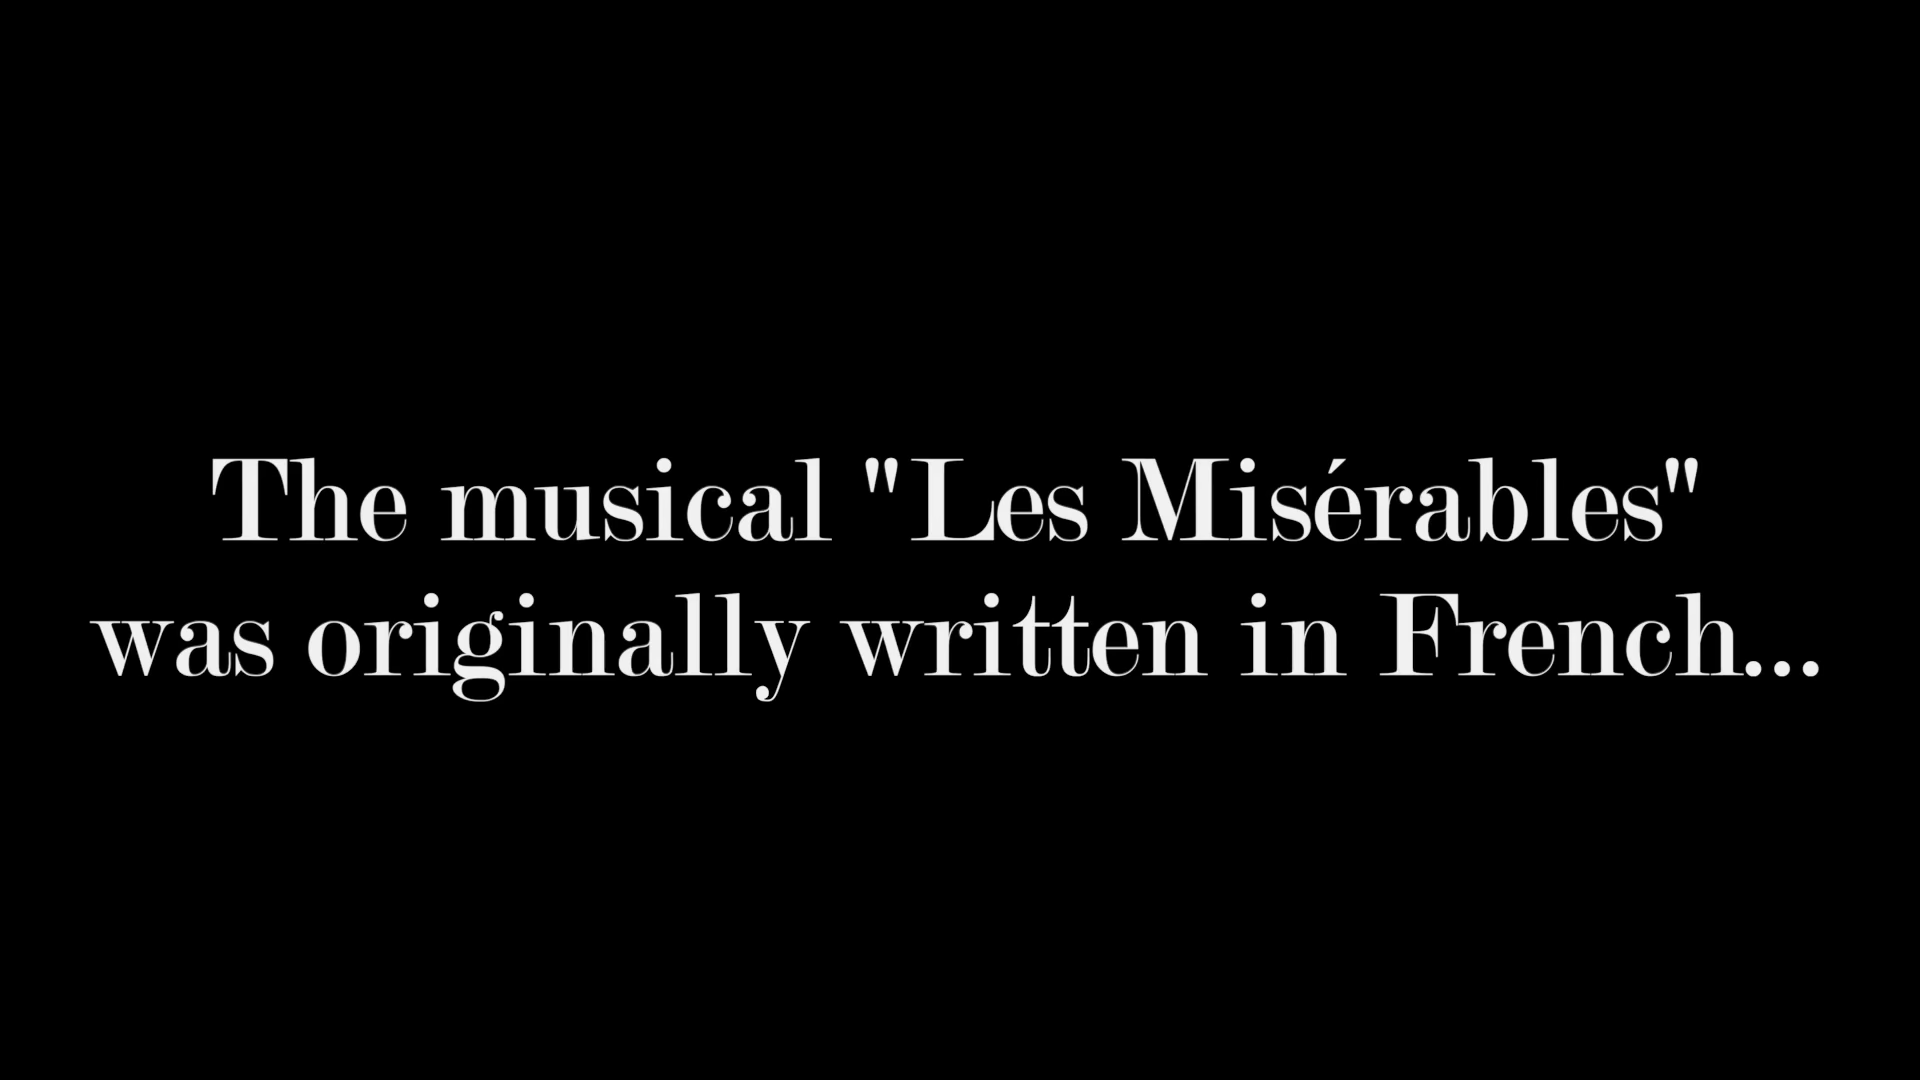 The musical "Les Misérables"
was originally written in French...